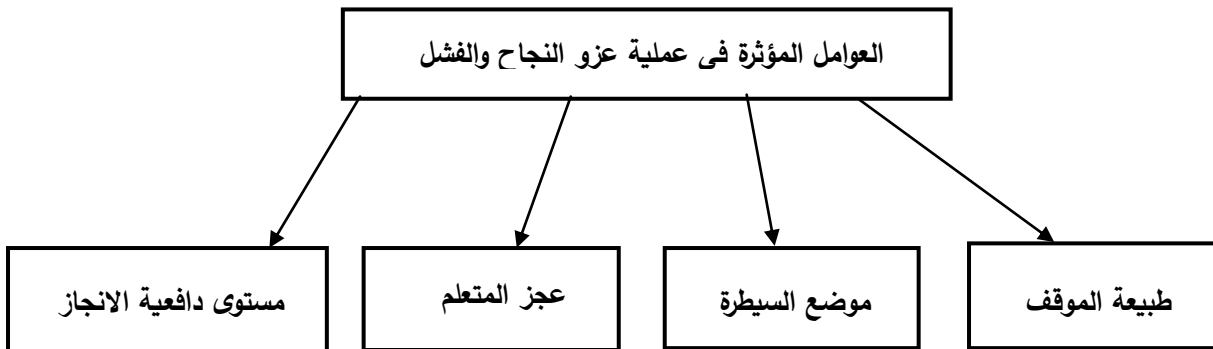 العوامل المؤثرة فى عملية عزو النجاح والفشل
طبيعة الموقف
موضع السيطرة
عجز المتعلم
مستوى دافعية الانجاز